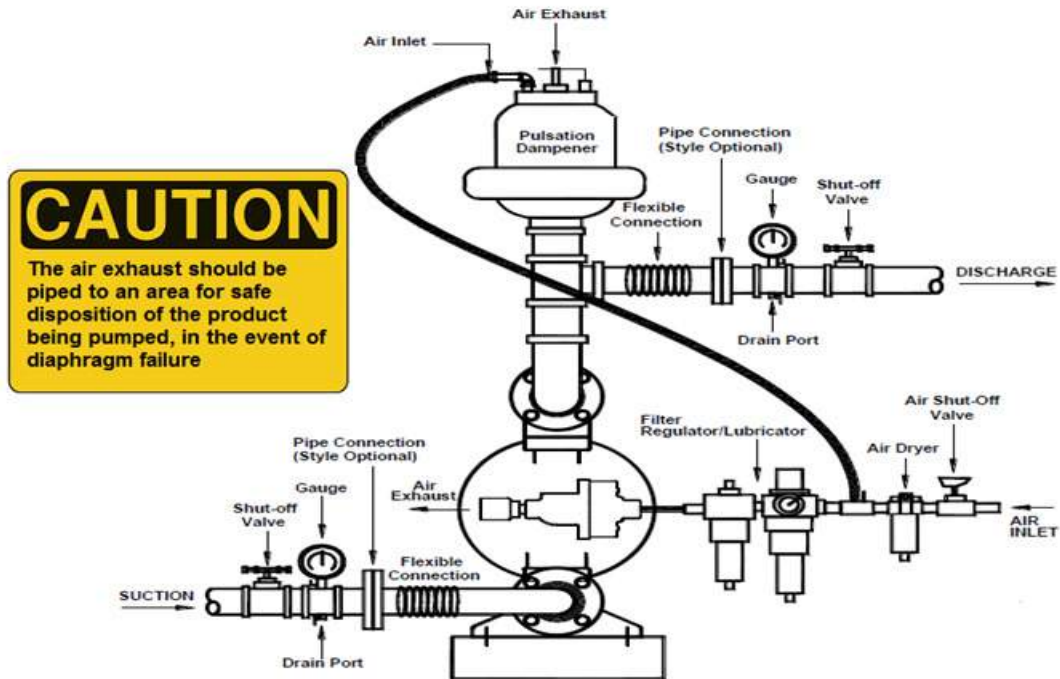 Air Exhaust
Air Inlet
Pulsation
Dampener
Pipe Connection
(Style Optional)
Gauge
Shut-off
Valve
Flexible
Connection
DISCHARGE
Drain Port
CAUTION
The air exhaust should be
piped to an area for safe
disposition of the product
being pumped, in the event of
diaphragm failure
Air Shut-Off
Valve
Filter
Regulator/Lubricator
Air Dryer
AIR
INLET
Pipe Connection
(Style Optional)
Air
Exhaust
Gauge
Shut-off
Valve
Flexible
Connection
SUCTION
Drain Port